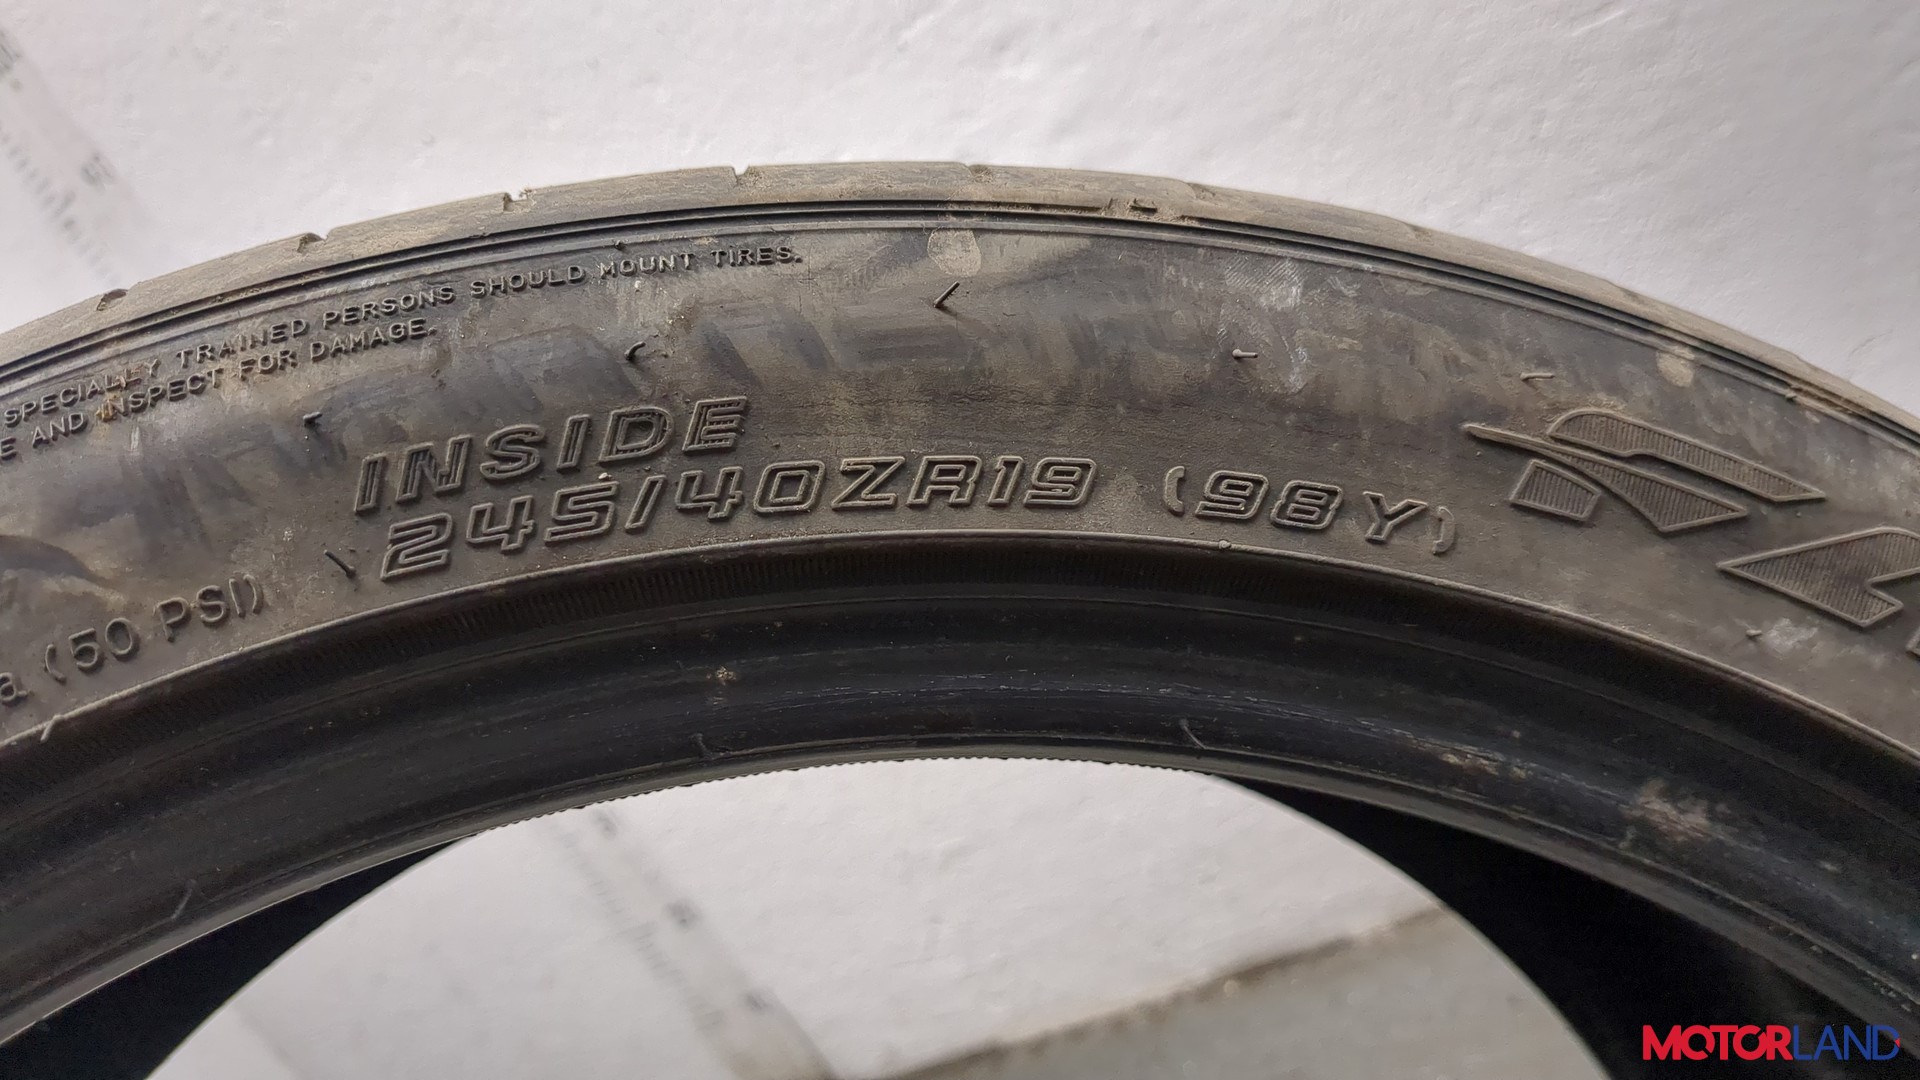 SPECIALLY TRAINED PERSONS SHOULD MOUNT TIRES.
E AND INSPECT FOR DAMAGE.
INSIDE
245/40ZR19 (98Y)
a (50 PSI)
MOTORLAND